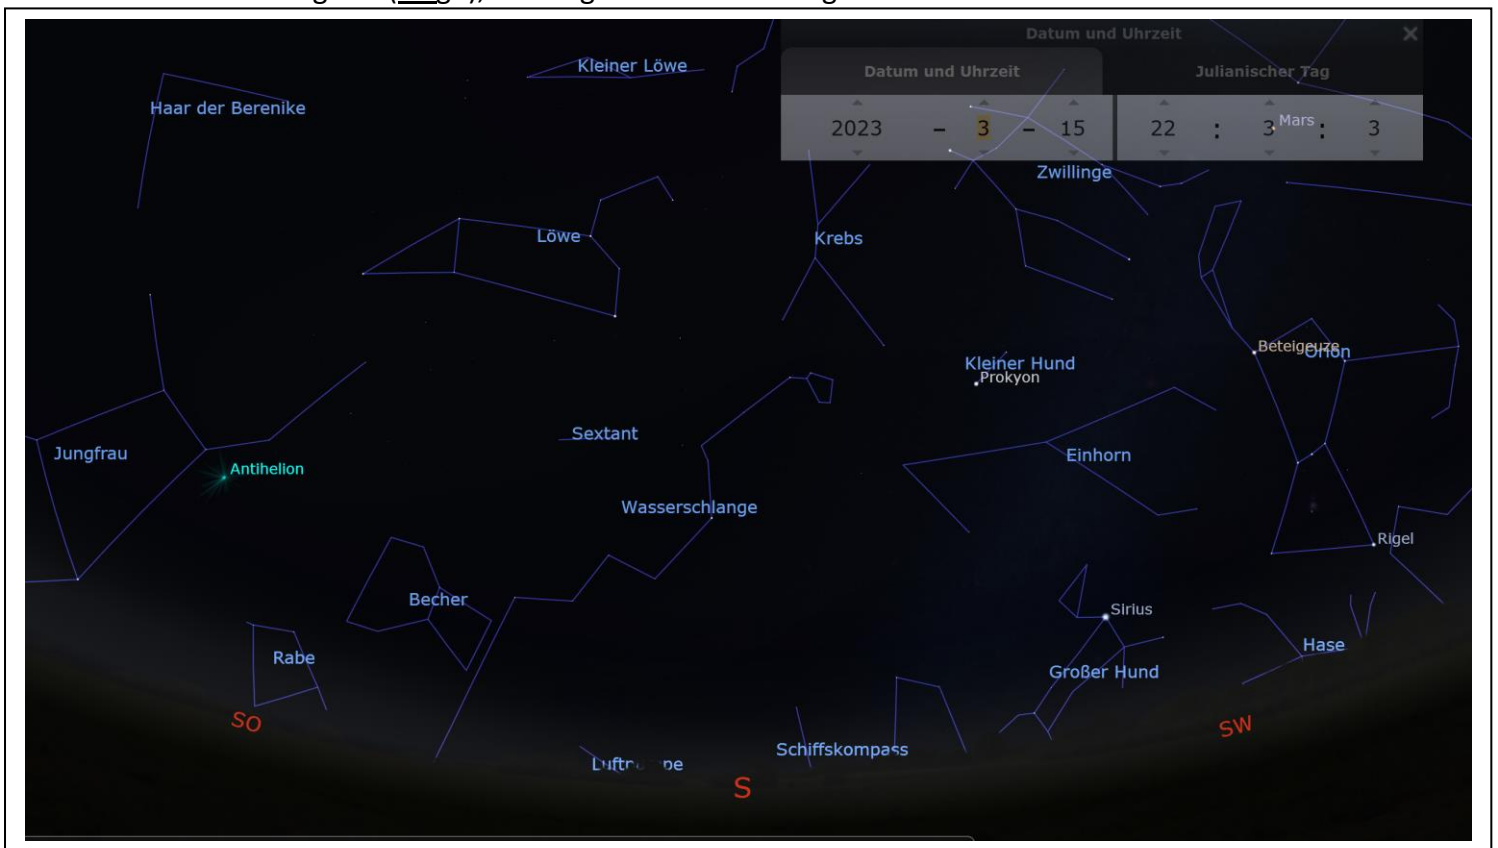 Datum und Uhrzeit
Datum und Uhrzeit
Julianischer Tag
2023 - 3 - 15
22 : 3 : 3
Mars
Kleiner Löwe
Haar der Berenike
Zwillinge
Löwe
Krebs
Beteigeuze
Orion
Kleiner Hund
Prokyon
Sextant
Jungfrau
Einhorn
Antihelion
Wasserschlange
Rigel
Becher
Sirius
Rabe
Hase
Großer Hund
SO
SW
Schiffskompass
S